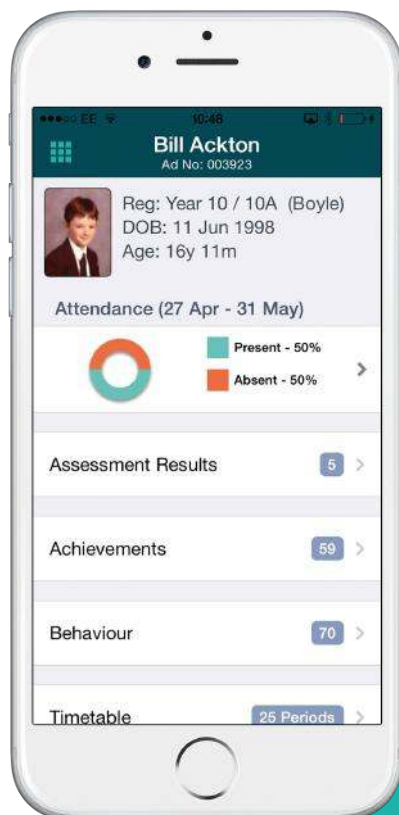 EE 10:46
Bill Ackton
Ad No: 003923
Reg: Year 10 / 10A (Boyle)
DOB: 11 Jun 1998
Age: 16y 11m
Attendance (27 Apr - 31 May)
Present - 50%
Absent - 50%
Assessment Results 5
Achievements 59
Behaviour 70
Timetable 25 Periods